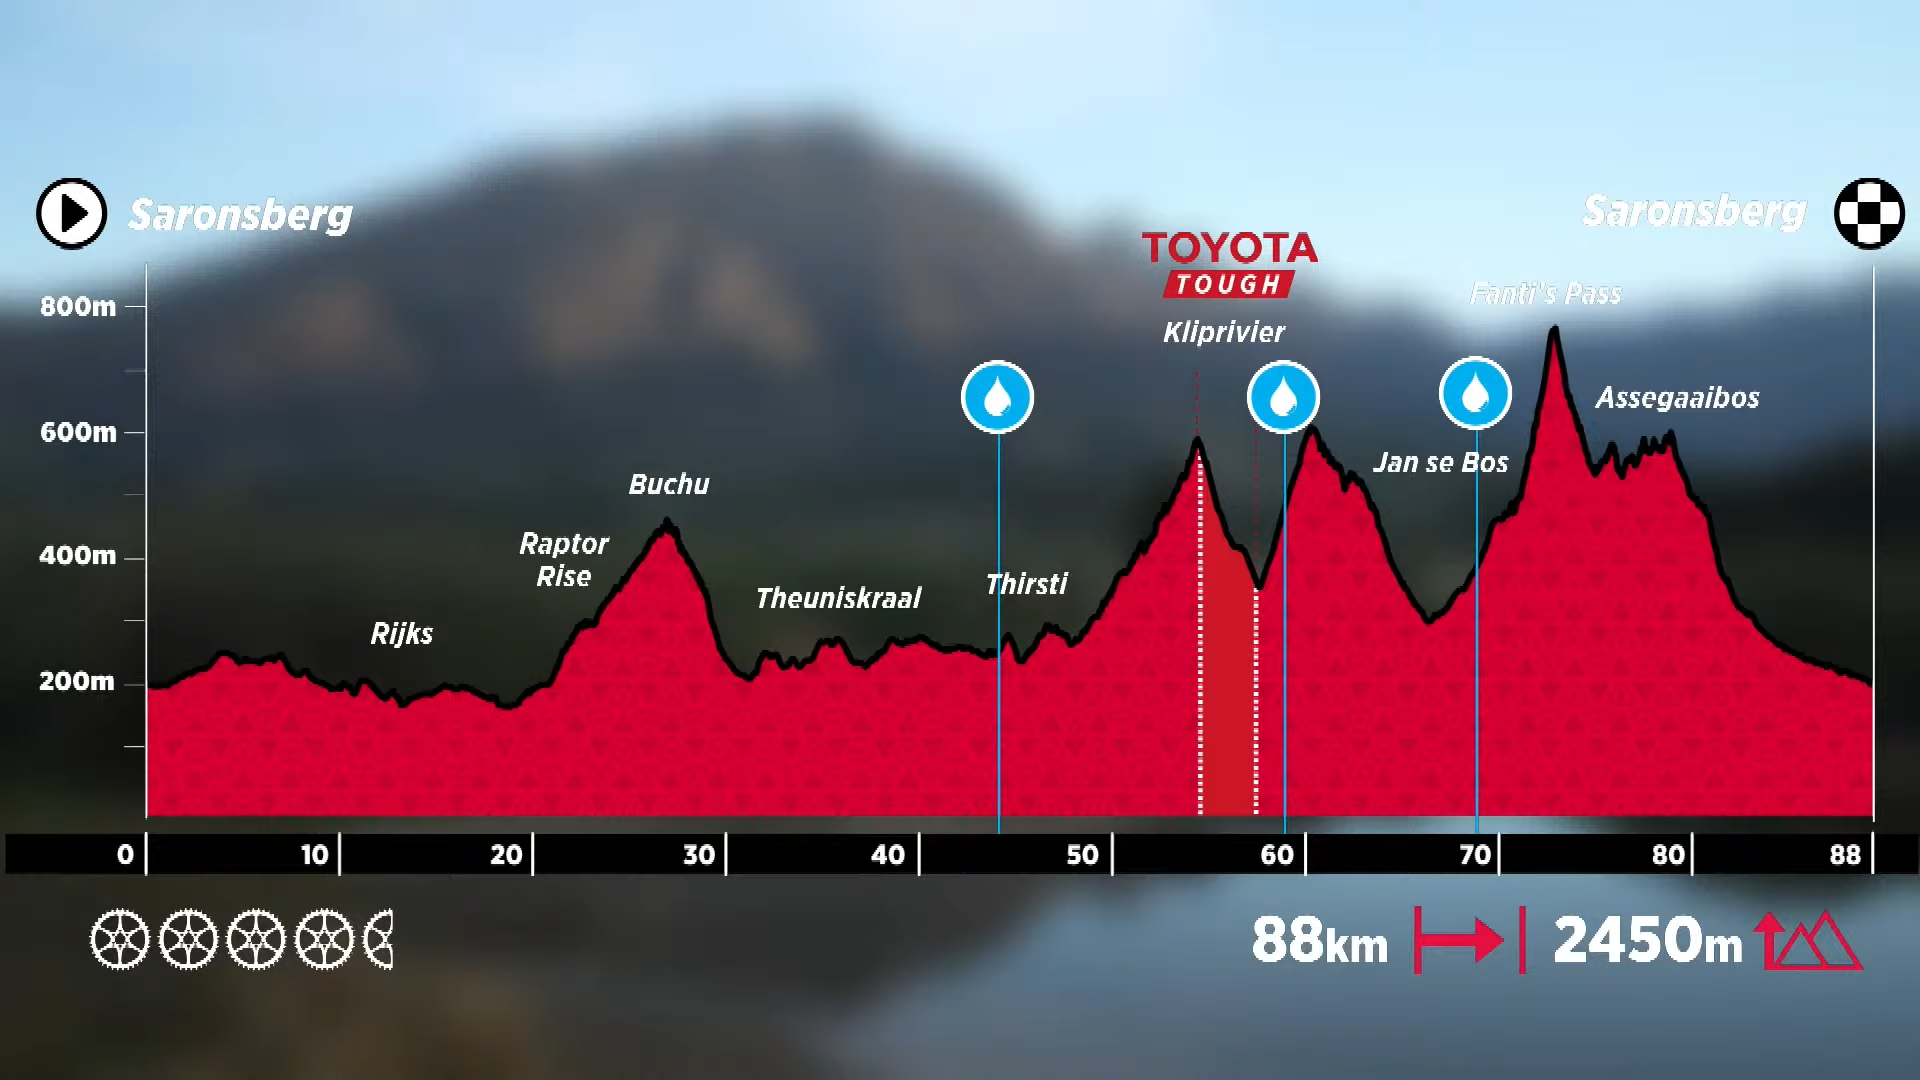 Saronsberg
Saronsberg
TOYOTA
TOUGH
Fanti's Pass
800m
Kliprivier
Assegaaibos
600m
Jan se Bos
Buchu
Raptor
Rise
400m
Thirsti
Theuniskraal
Rijks
200m
0 10 20 30 40 50 60 70 80 88
88km 2450m